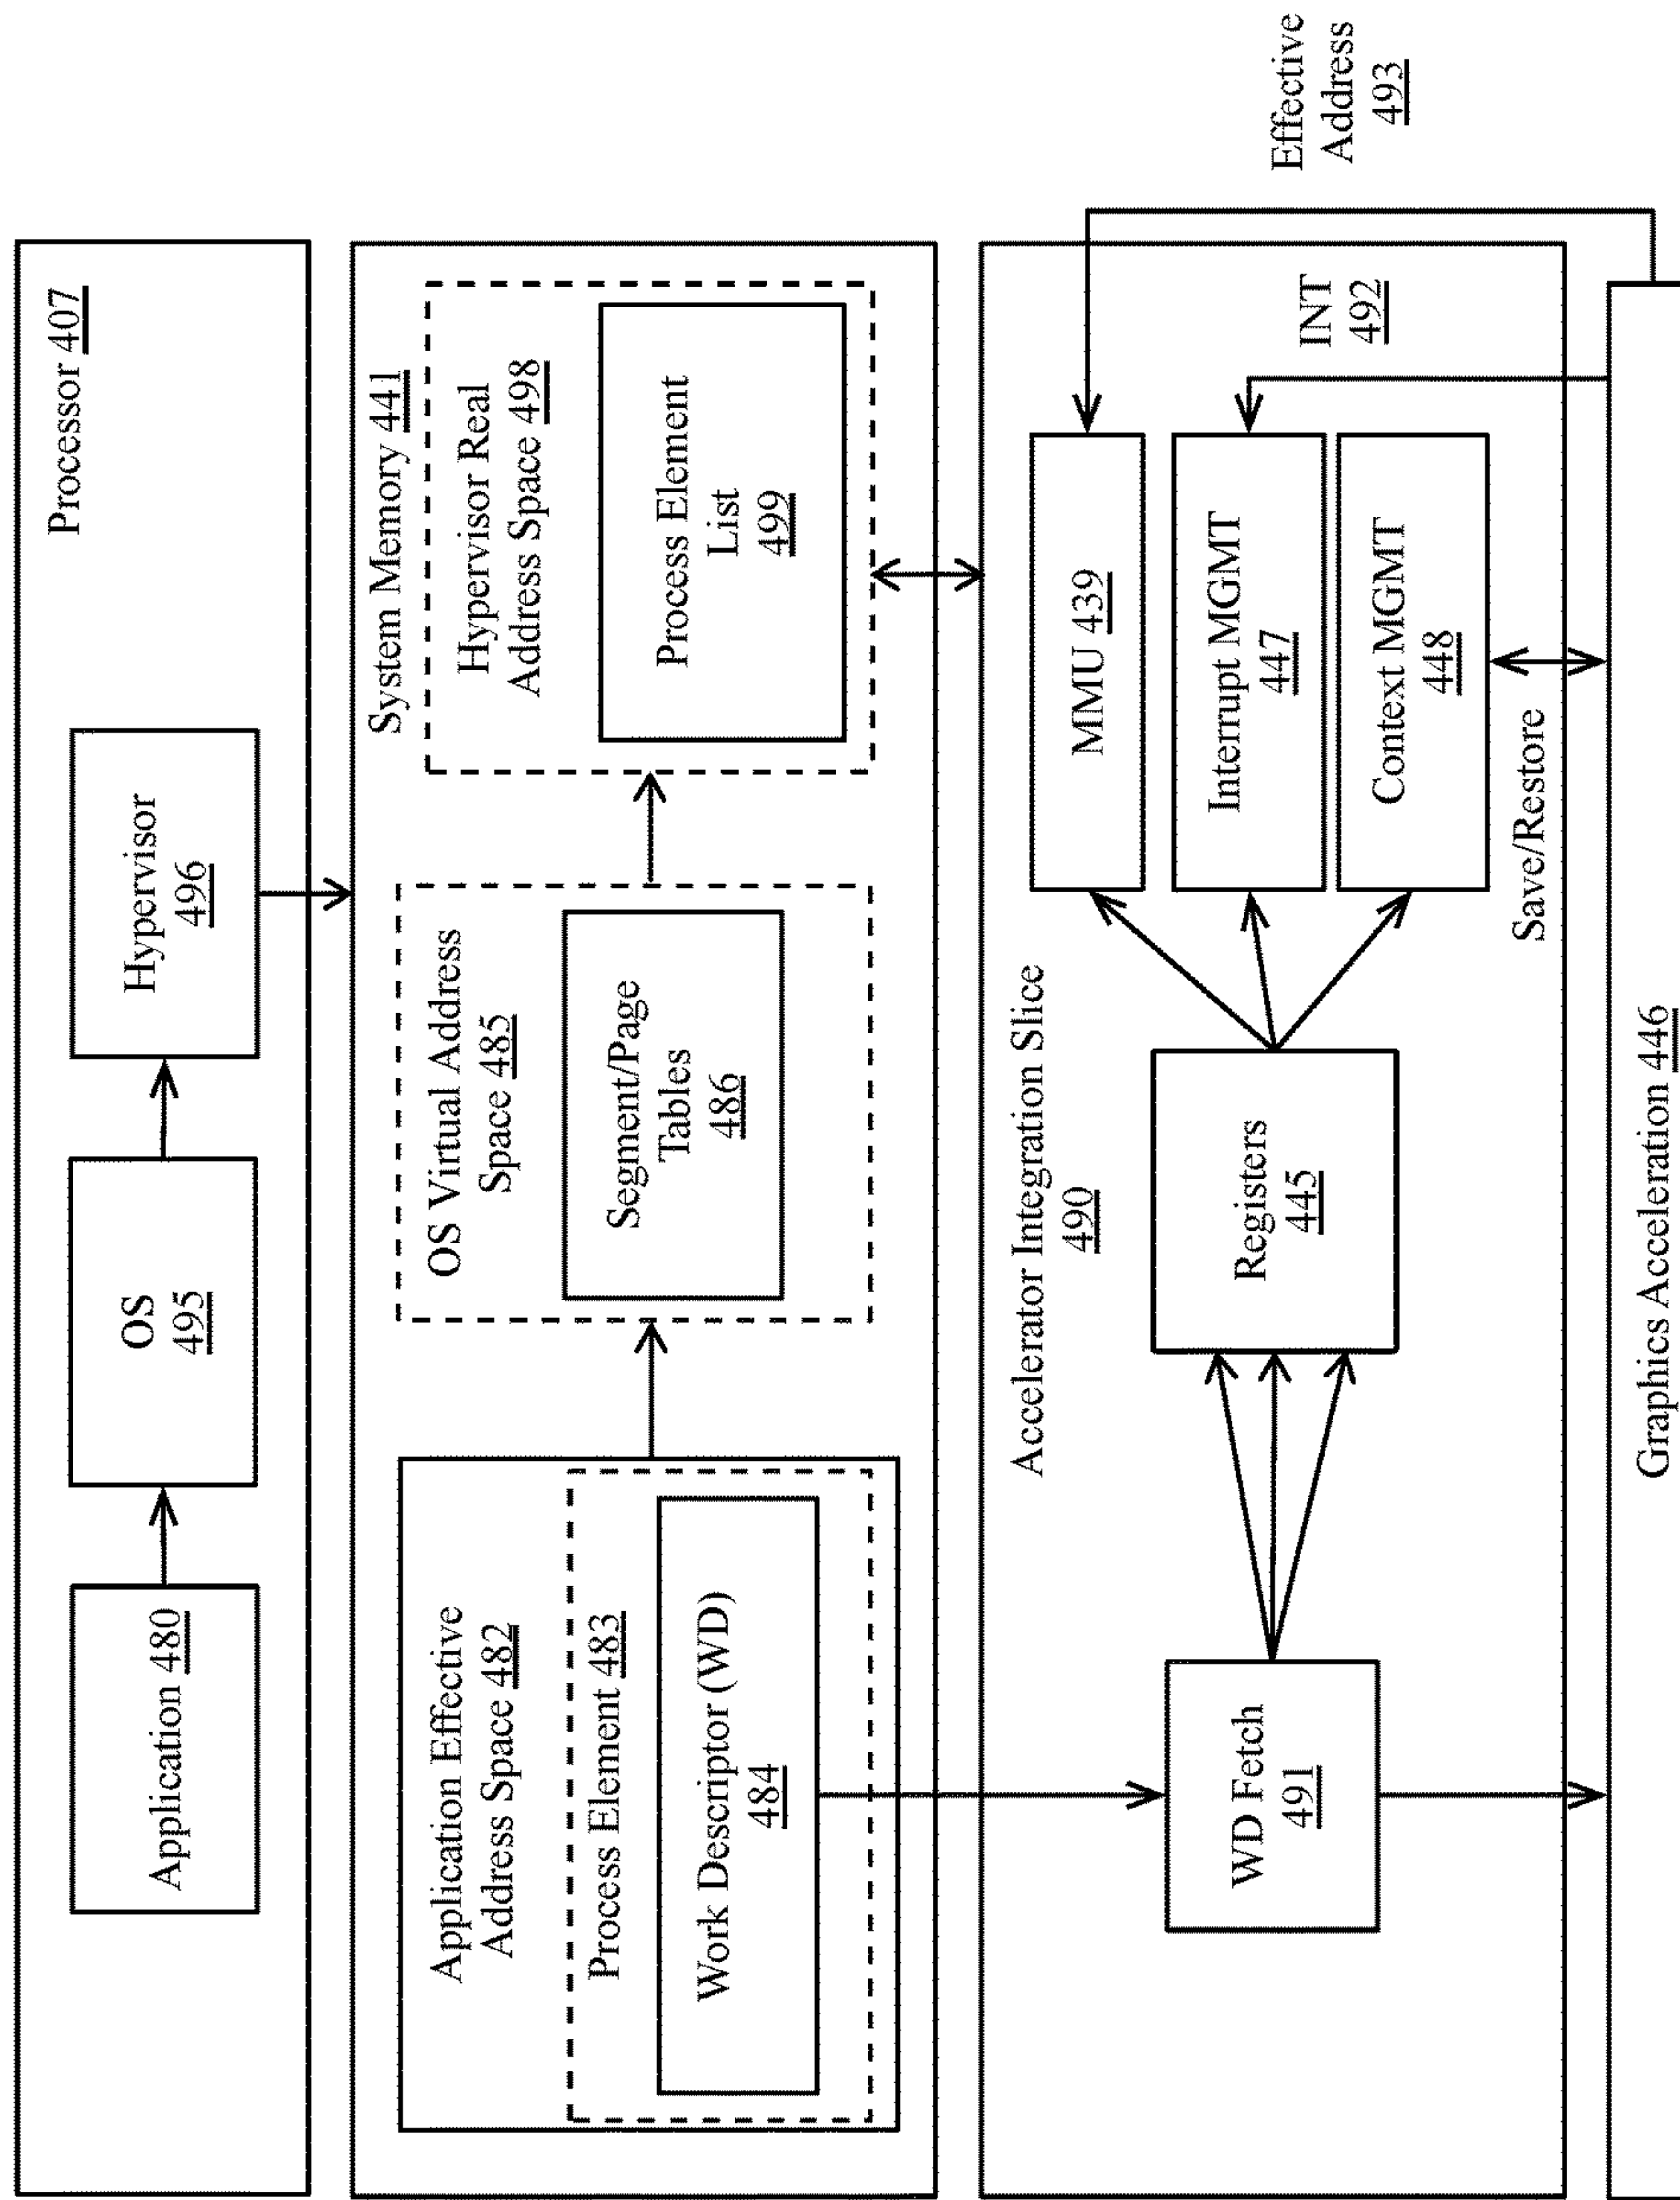 Processor 407
Application 480
OS
495
Hypervisor
496
System Memory 441
Application Effective
Address Space 482
Process Element 483
Work Descriptor (WD)
484
OS Virtual Address
Space 485
Segment/Page
Tables
486
Hypervisor Real
Address Space 498
Process Element
List
499
Accelerator Integration Slice
490
WD Fetch
491
Registers
445
MMU 439
Interrupt MGMT
447
Context MGMT
448
INT
492
Effective
Address
493
Save/Restore
Graphics Acceleration 446